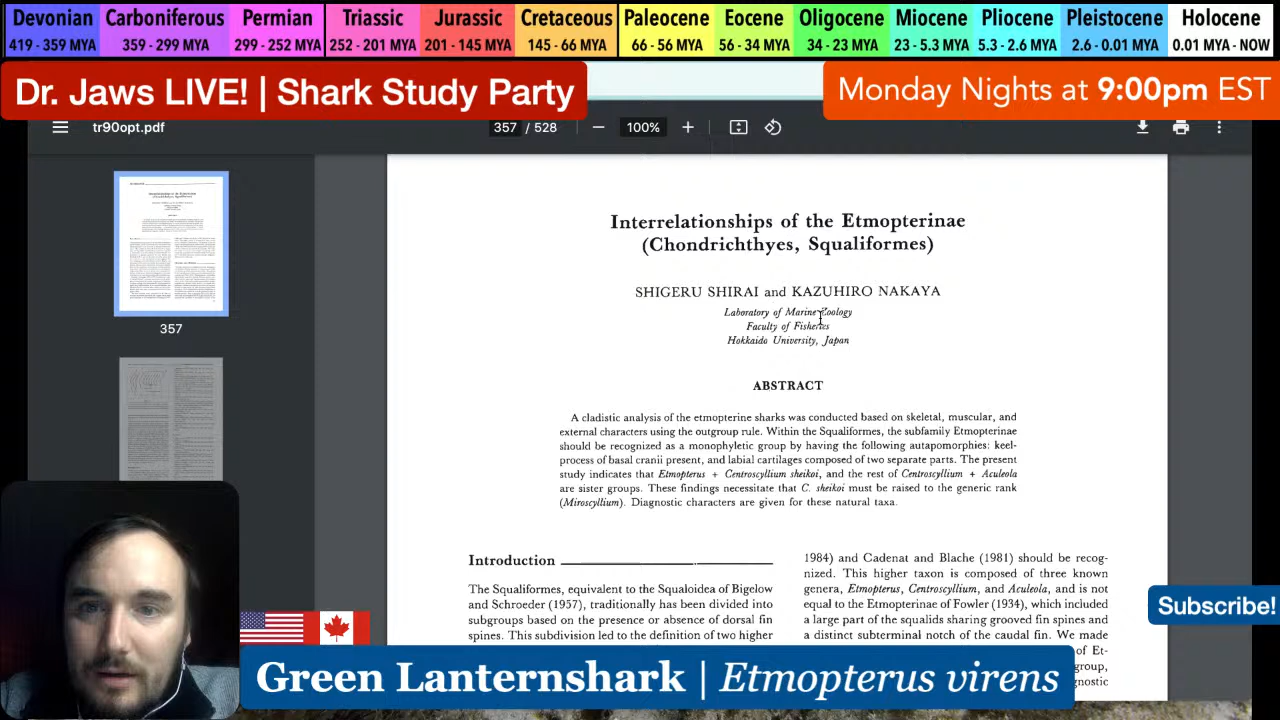 Devonian
419 - 359 MYA
Carboniferous
359 - 299 MYA
Permian
299 - 252 MYA
Triassic
252 - 201 MYA
Jurassic
201 - 145 MYA
Cretaceous
145 - 66 MYA
Paleocene
66 - 56 MYA
Eocene
56 - 34 MYA
Oligocene
34 - 23 MYA
Miocene
23 - 5.3 MYA
Pliocene
5.3 - 2.6 MYA
Pleistocene
2.6 - 0.01 MYA
Holocene
0.01 MYA - NOW
Dr. Jaws LIVE! | Shark Study Party
Monday Nights at 9:00pm EST
tr90opt.pdf
357 / 528
100%
357
Interrelationships of the Etmopterinae
(Chondrichthyes, Squaliformes)
SHIGERU SHIRAI and KAZUHIRO NAKAYA
Laboratory of Marine Zoology
Faculty of Fisheries
Hokkaido University, Japan
ABSTRACT
A cladistic analysis of the etmopterine sharks was conducted based on skeletal, muscular, and
external characters using the outgroup rule. Within the Squaliformes, the subfamily Etmopterinae
should be recognized as a monophyletic group by having the following autapomorphies: keel-
process of basal cranii present, and labial cartilages composed of two separate parts. The present
study indicates that Etmopterus + Centroscyllium sheikoi, and the rest of Centroscyllium + Aculeola
are sister groups. These findings necessitate that C. sheikoi must be raised to the generic rank
(Miroscyllium). Diagnostic characters are given for these natural taxa.
Introduction
The Squaliformes, equivalent to the Squaloidea of Bigelow
and Schroeder (1957), traditionally has been divided into
subgroups based on the presence or absence of dorsal fin
spines. This subdivision led to the definition of two higher
1984) and Cadenat and Blache (1981) should be recog-
nized. This higher taxon is composed of three known
genera, Etmopterus, Centroscyllium, and Aculeola, and is not
equal to the Etmopterinae of Fowler (1934), which included
a large part of the squalids sharing grooved fin spines and
a distinct subterminal notch of the caudal fin. We made
of Et-
group,
gnostic
Subscribe!
Green Lanternshark | Etmopterus virens